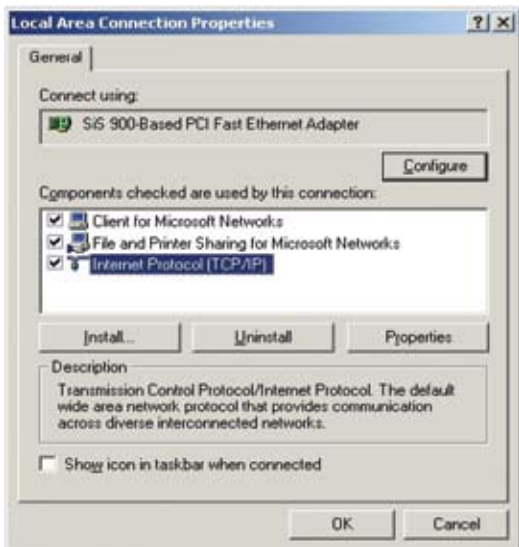 Local Area Connection Properties
General
Connect using:
SiS 900-Based PCI Fast Ethernet Adapter
Configure
Components checked are used by this connection:
Client for Microsoft Networks
File and Printer Sharing for Microsoft Networks
Internet Protocol (TCP/IP)
Install... Uninstall Properties
Description
Transmission Control Protocol/Internet Protocol. The default
wide area network protocol that provides communication
across diverse interconnected networks.
Show icon in taskbar when connected
OK Cancel